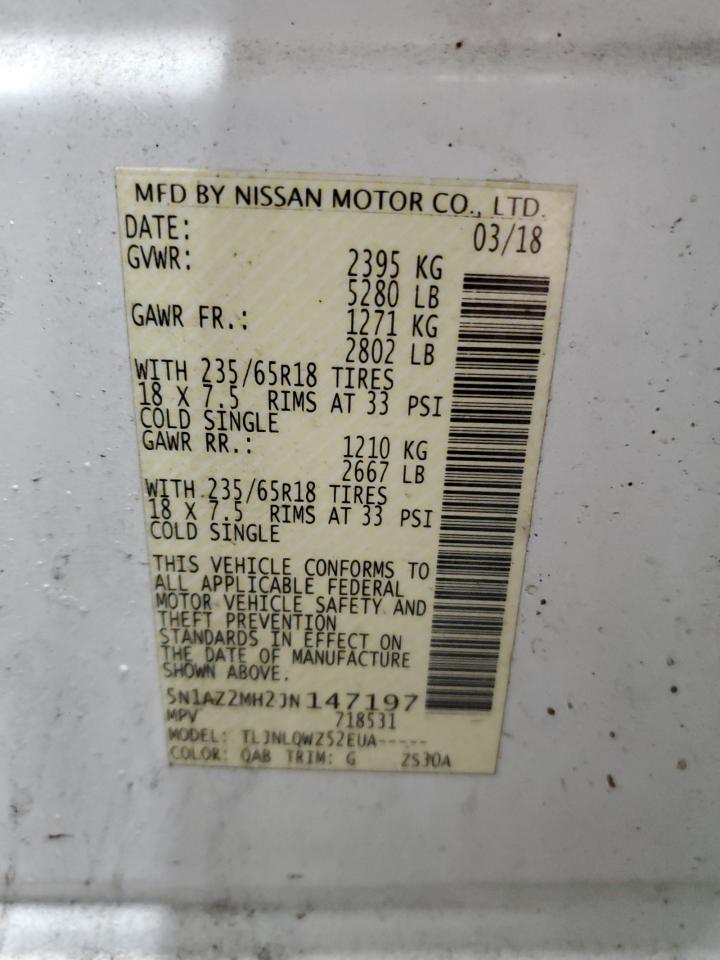 MFD BY NISSAN MOTOR CO., LTD.
DATE: 03/18
GVWR: 2395 KG
5280 LB
GAWR FR.: 1271 KG
2802 LB
WITH 235/65R18 TIRES
18 X 7.5 RIMS AT 33 PSI
COLD SINGLE
GAWR RR.: 1210 KG
2667 LB
WITH 235/65R18 TIRES
18 X 7.5 RIMS AT 33 PSI
COLD SINGLE
THIS VEHICLE CONFORMS TO
ALL APPLICABLE FEDERAL
MOTOR VEHICLE SAFETY AND
THEFT PREVENTION
STANDARDS IN EFFECT ON
THE DATE OF MANUFACTURE
SHOWN ABOVE.
5N1AZ2MH2JN147197
MPV 718531
MODEL: TLJNLQWZ52EUA-----
COLOR: QAB TRIM: G ZS30A